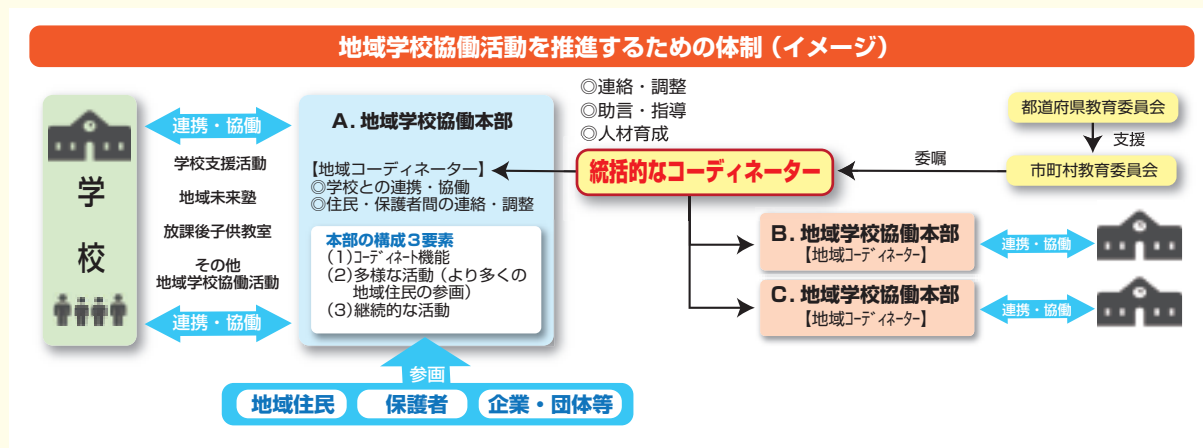 地域学校協働活動を推進するための体制（イメージ）
学
校
連携・協働
学校支援活動
地域未来塾
放課後子供教室
その他
地域学校協働活動
連携・協働
A. 地域学校協働本部
【地域コーディネーター】
◎学校との連携・協働
◎住民・保護者間の連絡・調整
本部の構成３要素
(1)ｺｰﾃﾞｨﾈｰﾄ機能
(2)多様な活動（より多くの
地域住民の参画）
(3)継続的な活動
参画
地域住民
保護者
企業・団体等
◎連絡・調整
◎助言・指導
◎人材育成
統括的なコーディネーター
委嘱
都道府県教育委員会
支援
市町村教育委員会
B. 地域学校協働本部
【地域ｺｰﾃﾞｨﾈｰﾀｰ】
連携・協働
C. 地域学校協働本部
【地域ｺｰﾃﾞｨﾈｰﾀｰ】
連携・協働